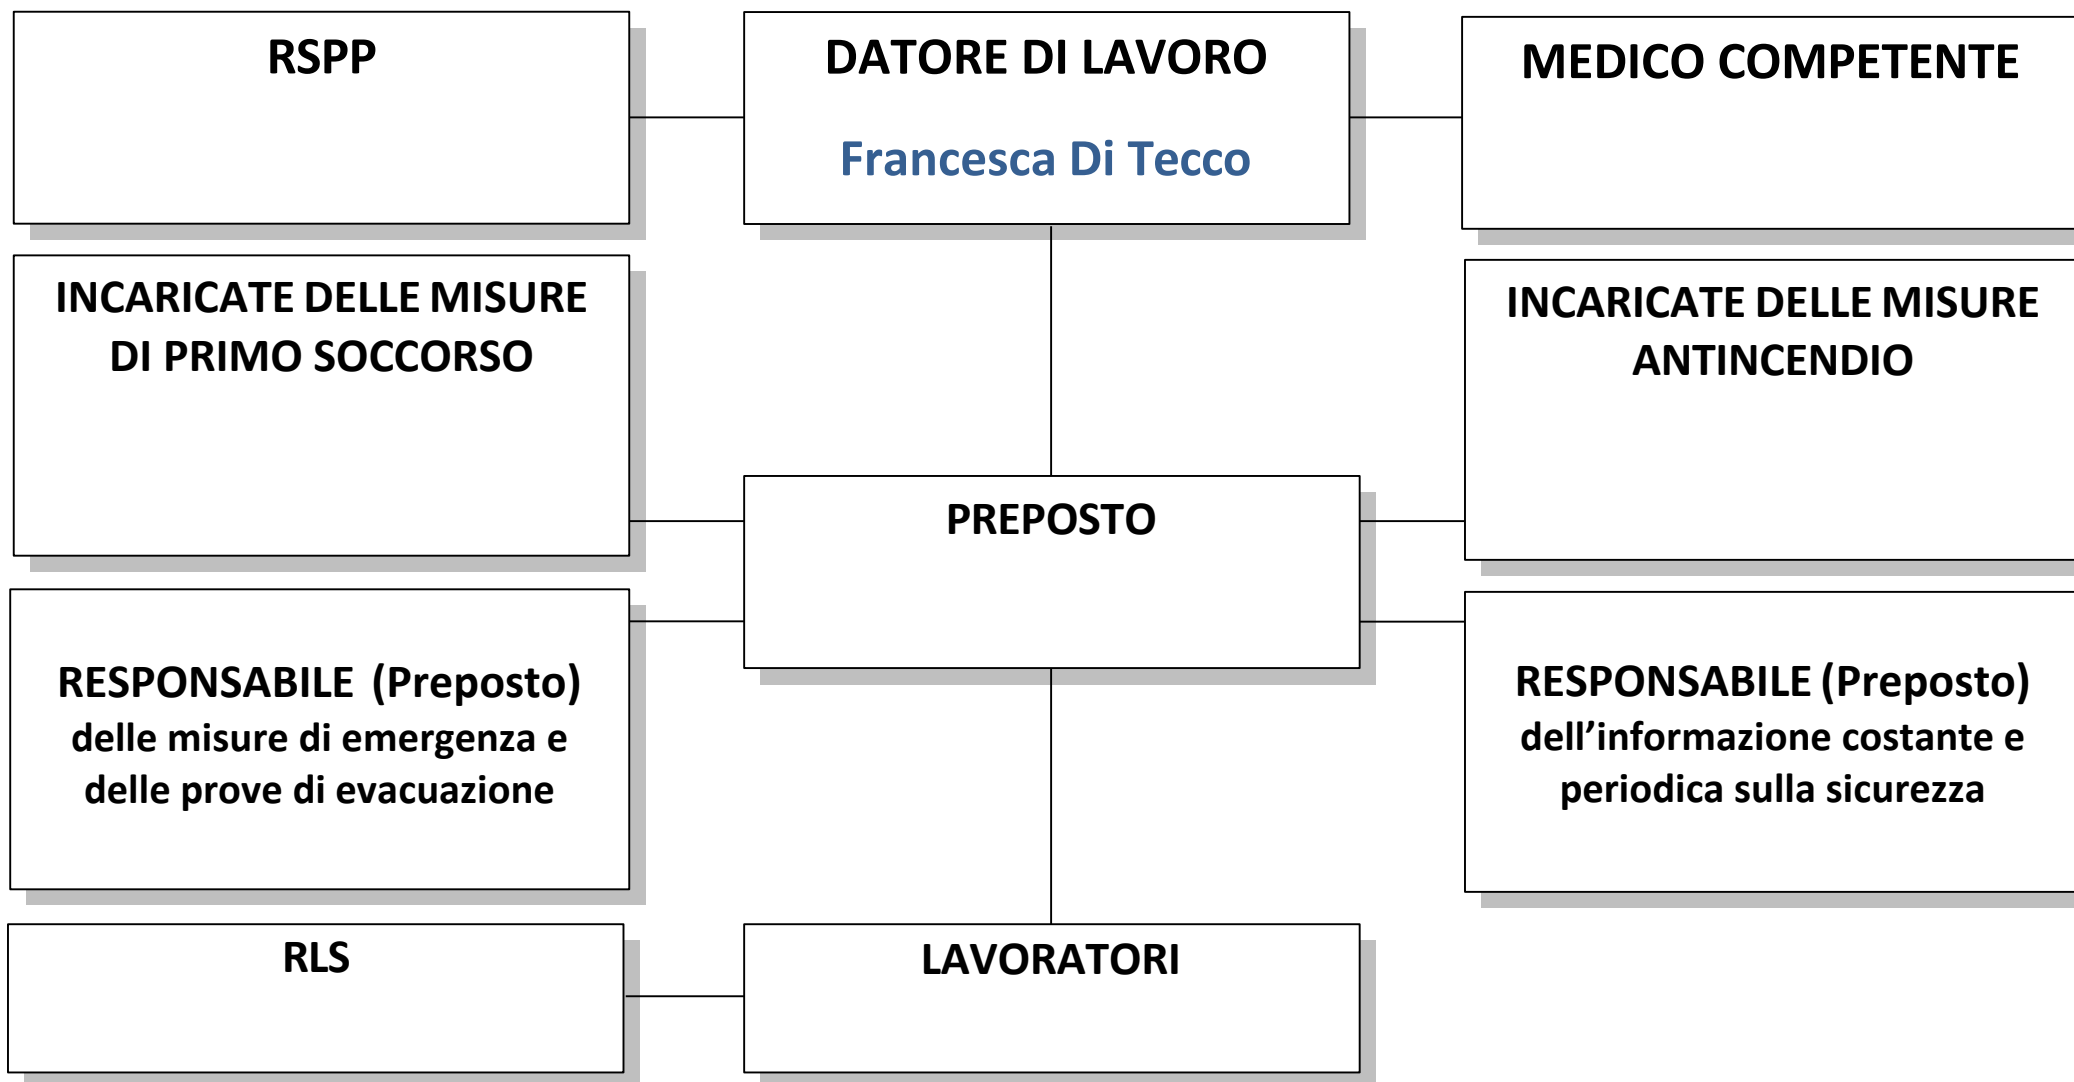 RSPP
DATORE DI LAVORO
Francesca Di Tecco
MEDICO COMPETENTE
INCARICATE DELLE MISURE
DI PRIMO SOCCORSO
INCARICATE DELLE MISURE
ANTINCENDIO
PREPOSTO
RESPONSABILE (Preposto)
delle misure di emergenza e
delle prove di evacuazione
RESPONSABILE (Preposto)
dell’informazione costante e
periodica sulla sicurezza
RLS
LAVORATORI